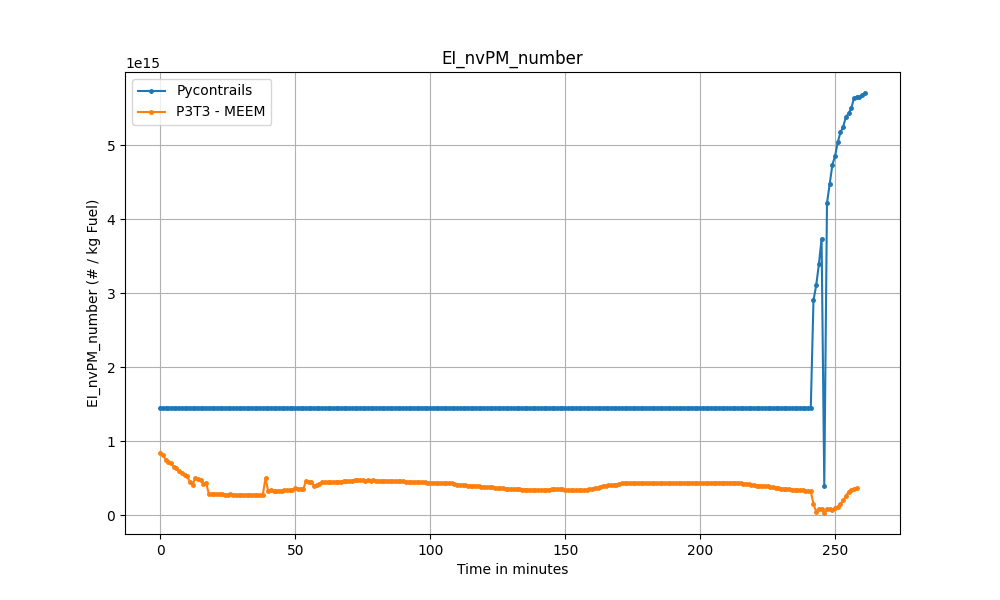 EI_nvPM_number
1e15
Pycontrails
P3T3 - MEEM
EI_nvPM_number (# / kg Fuel)
5
4
3
2
1
0
0 50 100 150 200 250
Time in minutes